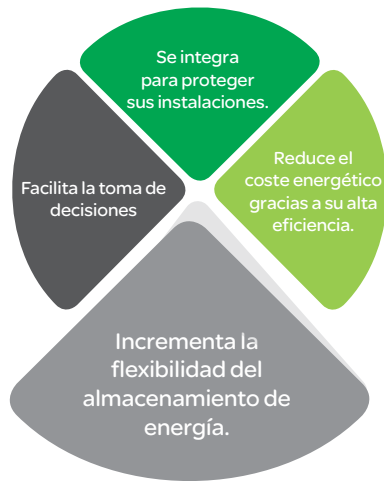 Se integra
para proteger
sus instalaciones.
Facilita la toma de
decisiones
Reduce el
coste energético
gracias a su alta
eficiencia.
Incrementa la
flexibilidad del
almacenamiento de
energía.